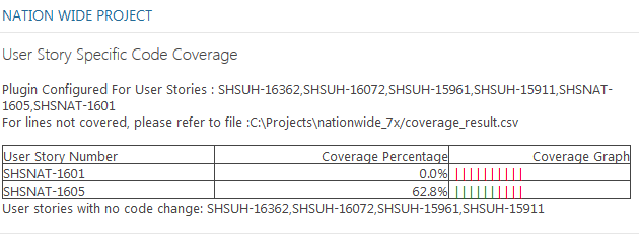 NATION WIDE PROJECT
User Story Specific Code Coverage
Plugin Configured For User Stories : SHSUH-16362,SHSUH-16072,SHSUH-15961,SHSUH-15911,SHSNAT-
1605,SHSNAT-1601
For lines not covered, please refer to file :C:\Projects\nationwide_7x/coverage_result.csv
User Story Number Coverage Percentage Coverage Graph
SHSNAT-1601 0.0% ||||||||||
SHSNAT-1605 62.8% ||||||||||
User stories with no code change: SHSUH-16362,SHSUH-16072,SHSUH-15961,SHSUH-15911